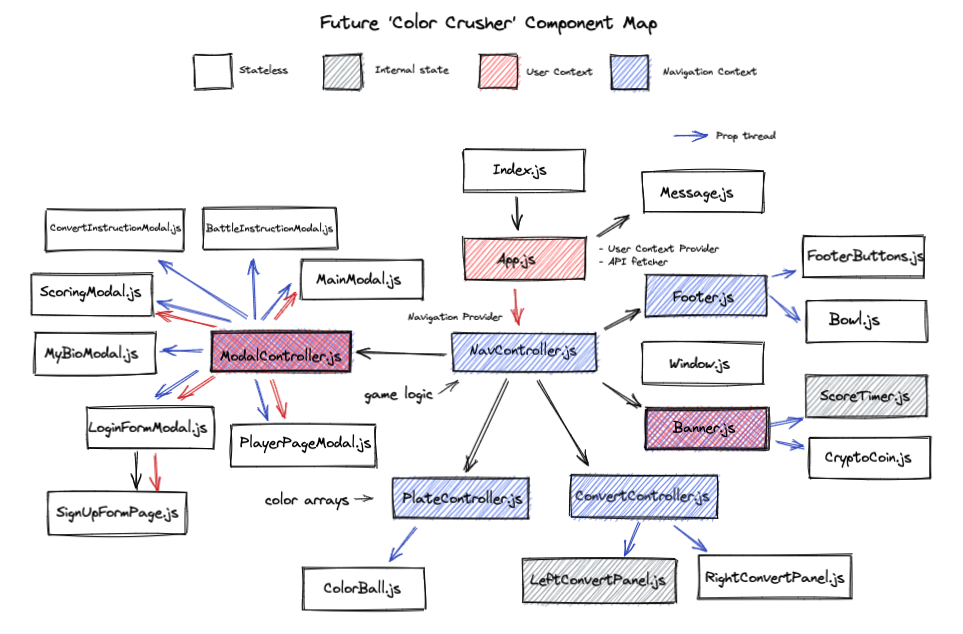 Future 'Color Crusher' Component Map
Stateless
Internal state
User Context
Navigation Context
Prop thread
Index.js
Message.js
ConvertInstructionModal.js
BattleInstructionModal.js
App.js
- User Context Provider
- API fetcher
FooterButtons.js
ScoringModal.js
MainModal.js
Footer.js
Navigation Provider
Bowl.js
MyBioModal.js
ModalController.js
NavController.js
Window.js
game logic
ScoreTimer.js
LoginFormModal.js
PlayerPageModal.js
Banner.js
CryptoCoin.js
color arrays
PlateController.js
ConvertController.js
SignUpFormPage.js
ColorBall.js
LeftConvertPanel.js
RightConvertPanel.js